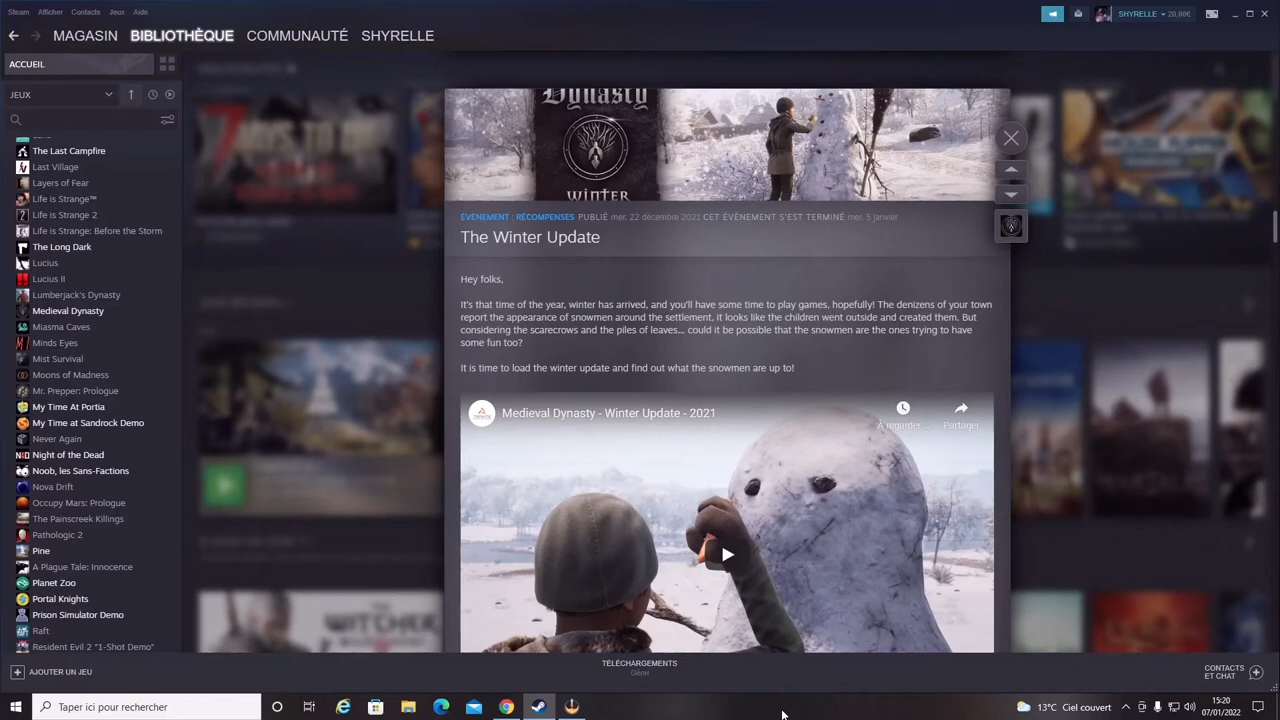 Steam Afficher Contacts Jeux Aide
SHYRELLE 20,09€
MAGASIN BIBLIOTHÈQUE COMMUNAUTÉ SHYRELLE
ACCUEIL
JEUX
The Last Campfire
Last Village
Layers of Fear
Life is Strange™
Life is Strange 2
Life is Strange: Before the Storm
The Long Dark
Lucius
Lucius II
Lumberjack's Dynasty
Medieval Dynasty
Miasma Caves
Minds Eyes
Mist Survival
Moons of Madness
Mr. Prepper: Prologue
My Time At Portia
My Time at Sandrock Demo
Never Again
Night of the Dead
Noob, les Sans-Factions
Nova Drift
Occupy Mars: Prologue
The Painscreek Killings
Pathologic 2
Pine
A Plague Tale: Innocence
Planet Zoo
Portal Knights
Prison Simulator Demo
Raft
Resident Evil 2 "1-Shot Demo"
AJOUTER UN JEU
7 DAYS TO DIE
Dynasty
WINTER
ÉVÉNEMENT : RÉCOMPENSES PUBLIÉ mer. 22 décembre 2021 CET ÉVÈNEMENT S'EST TERMINÉ mer. 5 janvier
The Winter Update
Hey folks,
It's that time of the year, winter has arrived, and you'll have some time to play games, hopefully! The denizens of your town
report the appearance of snowmen around the settlement, it looks like the children went outside and created them. But
considering the scarecrows and the piles of leaves... could it be possible that the snowmen are the ones trying to have
some fun too?
It is time to load the winter update and find out what the snowmen are up to!
Medieval Dynasty - Winter Update - 2021
À regarder...
Partager
THE WITCHER
TÉLÉCHARGEMENTS
Gérer
CONTACTS
ET CHAT
Taper ici pour rechercher
13°C Ciel couvert
15:20
07/01/2022